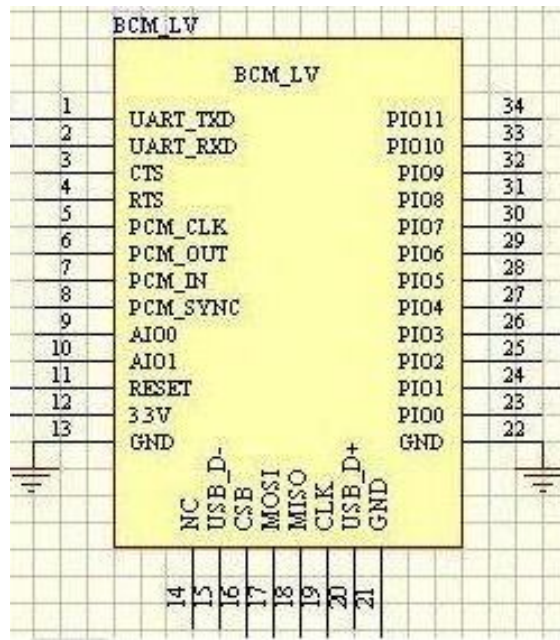 BCM_LV
BCM_LV
1 UART_TXD PIO11 34
2 UART_RXD PIO10 33
3 CTS PIO9 32
4 RTS PIO8 31
5 PCM_CLK PIO7 30
6 PCM_OUT PIO6 29
7 PCM_IN PIO5 28
8 PCM_SYNC PIO4 27
9 AIO0 PIO3 26
10 AIO1 PIO2 25
11 RESET PIO1 24
12 3.3V PIO0 23
13 GND GND 22
NC USB_D- CSB MOSI MISO CLK USB_D+ GND
14 15 16 17 18 19 20 21